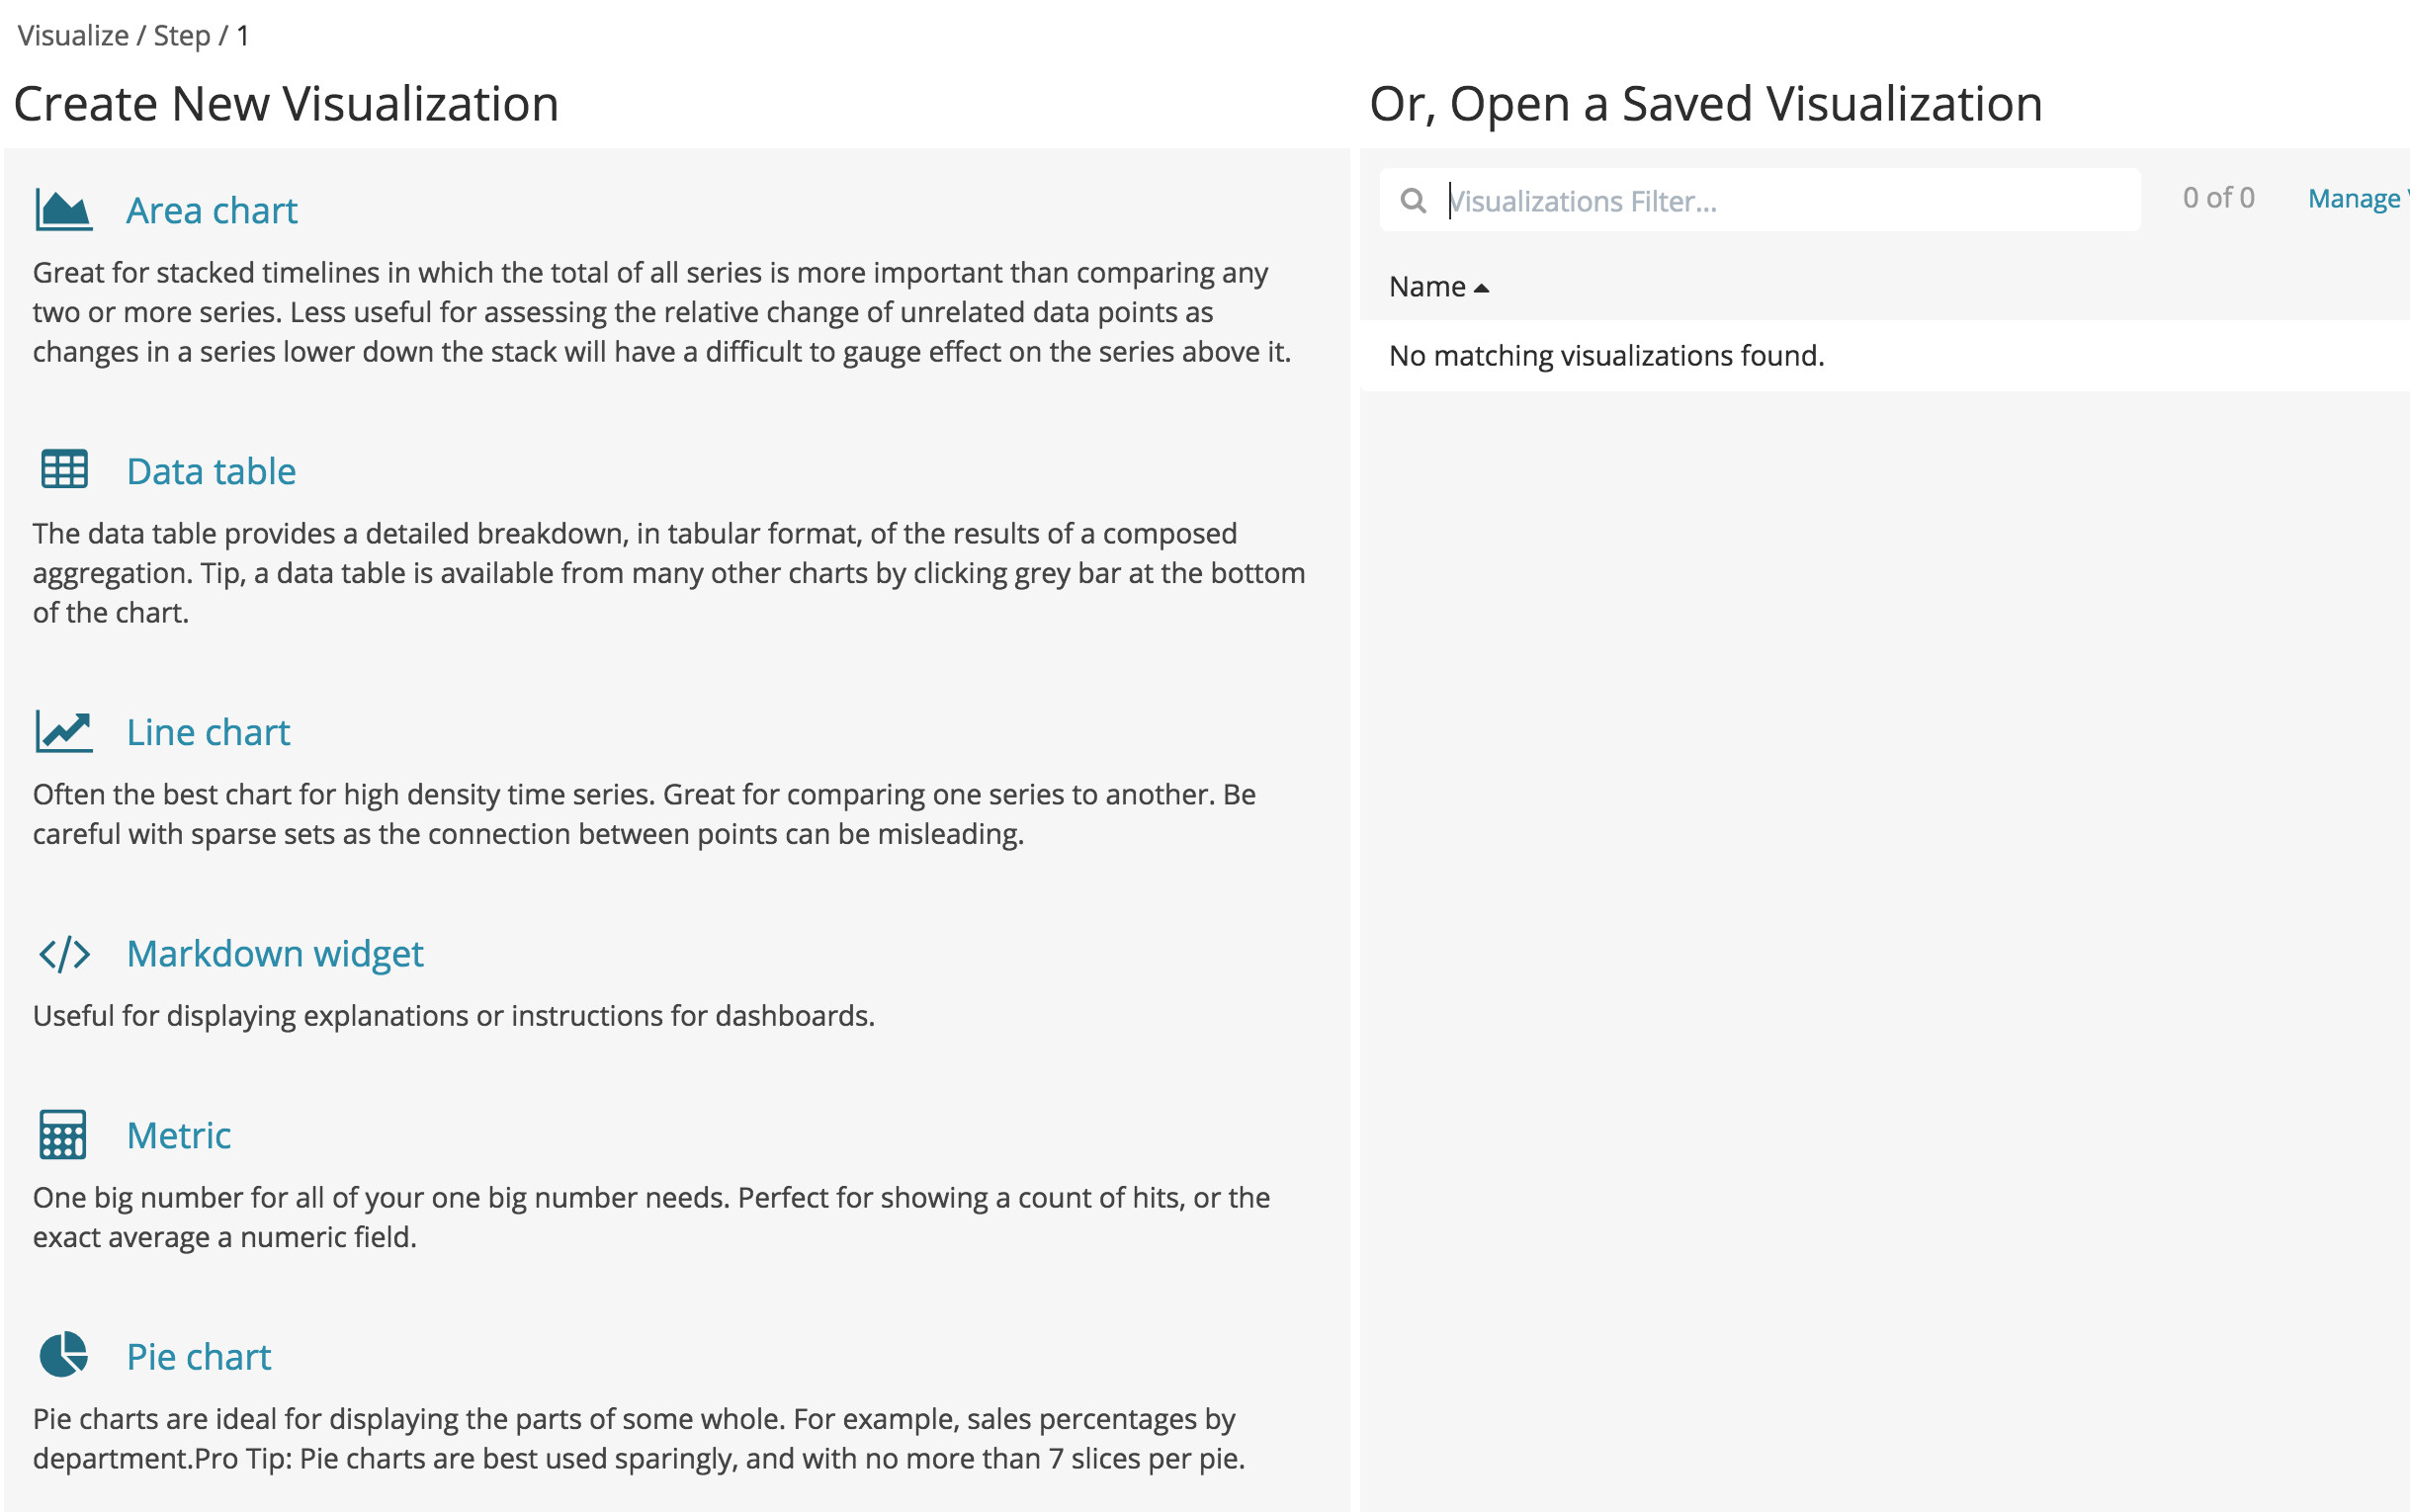 Visualize / Step / 1
Create New Visualization
Area chart
Great for stacked timelines in which the total of all series is more important than comparing any
two or more series. Less useful for assessing the relative change of unrelated data points as
changes in a series lower down the stack will have a difficult to gauge effect on the series above it.
Data table
The data table provides a detailed breakdown, in tabular format, of the results of a composed
aggregation. Tip, a data table is available from many other charts by clicking grey bar at the bottom
of the chart.
Line chart
Often the best chart for high density time series. Great for comparing one series to another. Be
careful with sparse sets as the connection between points can be misleading.
Markdown widget
Useful for displaying explanations or instructions for dashboards.
Metric
One big number for all of your one big number needs. Perfect for showing a count of hits, or the
exact average a numeric field.
Pie chart
Pie charts are ideal for displaying the parts of some whole. For example, sales percentages by
department.Pro Tip: Pie charts are best used sparingly, and with no more than 7 slices per pie.
Or, Open a Saved Visualization
Visualizations Filter...
0 of 0
Manage
Name
No matching visualizations found.